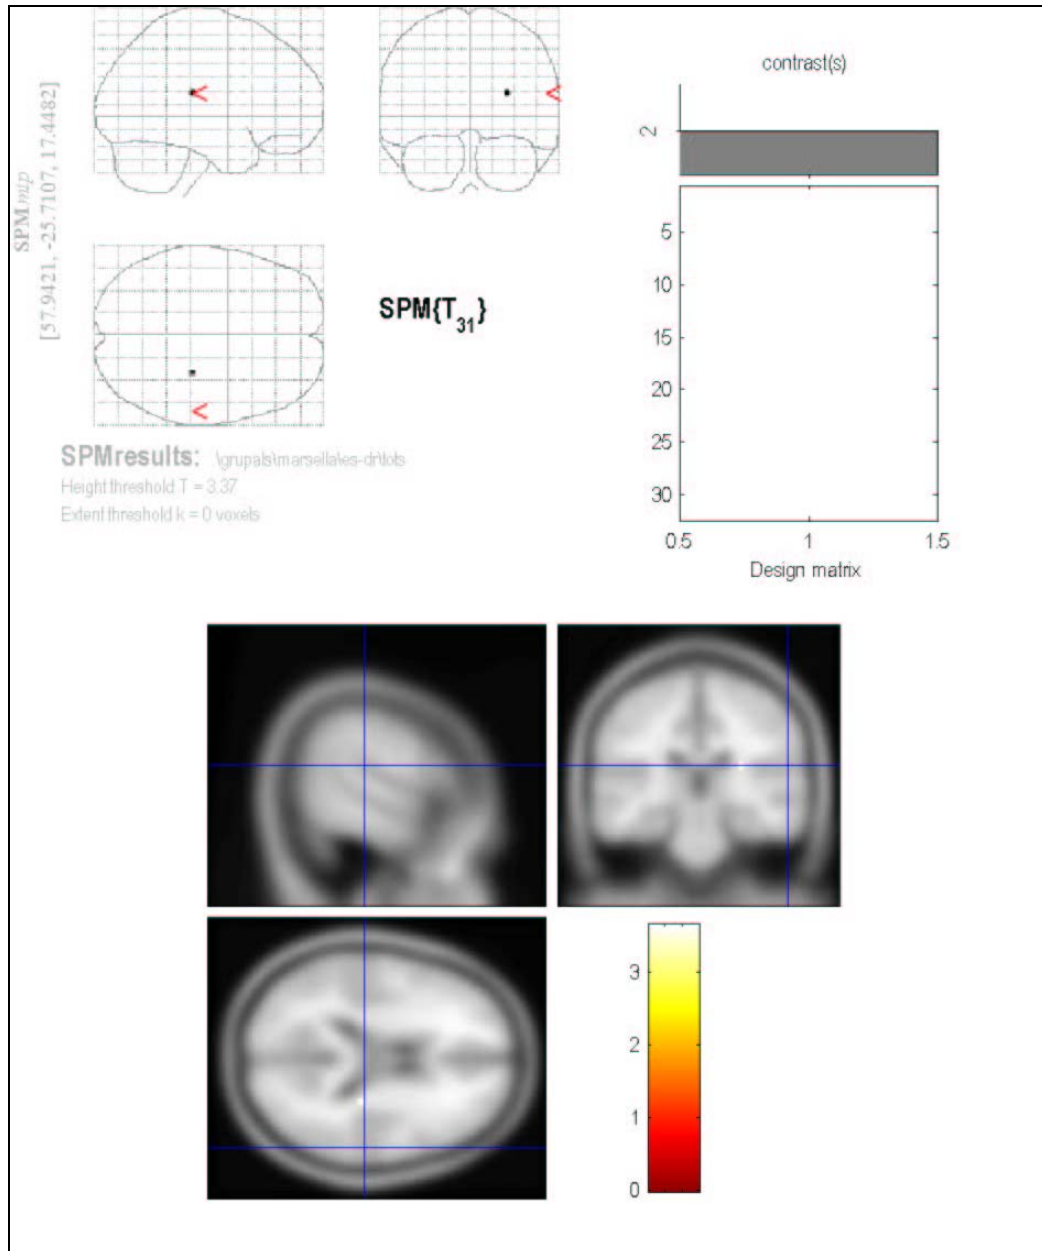 SPMmip
[57.9421, -25.7107, 17.4482]
SPM{T31}
SPMresults: \grupals\marsella\es-dr\tots
Height threshold T = 3.37
Extent threshold k = 0 voxels
contrast(s)
2
5
10
15
20
25
30
0.5 1 1.5
Design matrix
3
2
1
0